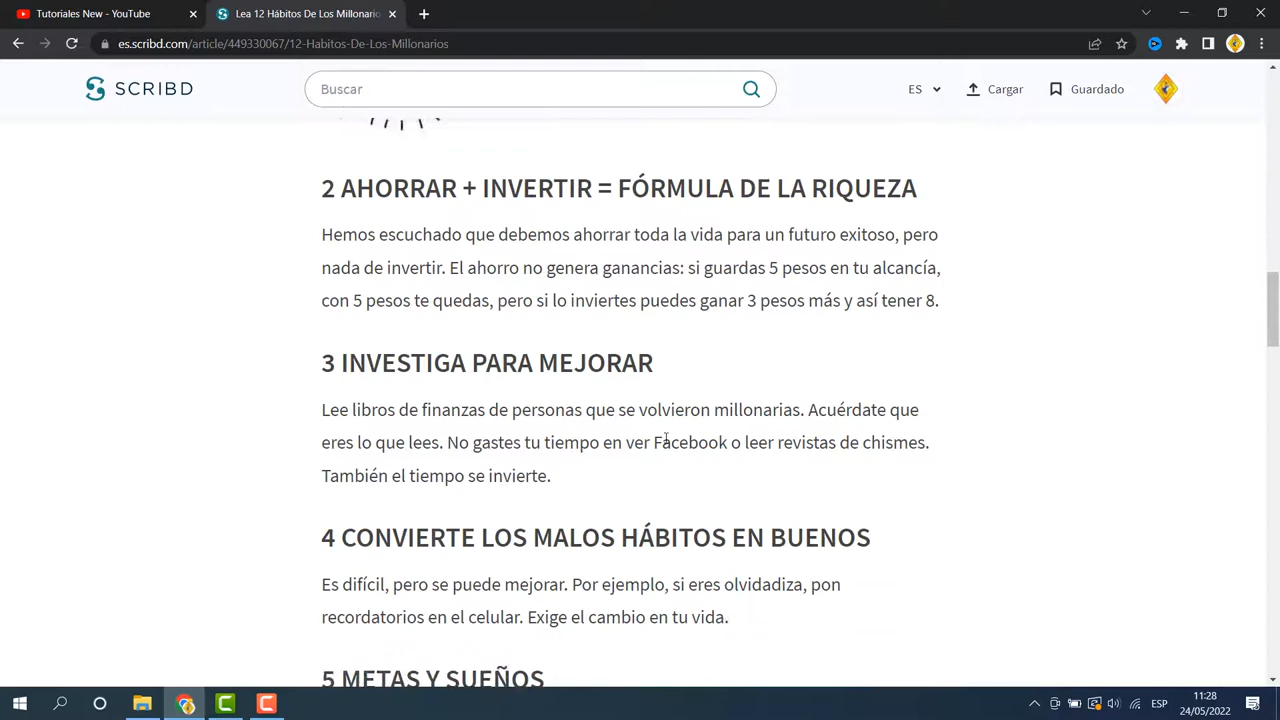 Tutoriales New - YouTube
Lea 12 Hábitos De Los Millonario
es.scribd.com/article/449330067/12-Habitos-De-Los-Millonarios
SCRIBD
Buscar
ES
Cargar
Guardado
2 AHORRAR + INVERTIR = FÓRMULA DE LA RIQUEZA
Hemos escuchado que debemos ahorrar toda la vida para un futuro exitoso, pero
nada de invertir. El ahorro no genera ganancias: si guardas 5 pesos en tu alcancía,
con 5 pesos te quedas, pero si lo inviertes puedes ganar 3 pesos más y así tener 8.
3 INVESTIGA PARA MEJORAR
Lee libros de finanzas de personas que se volvieron millonarias. Acuérdate que
eres lo que lees. No gastes tu tiempo en ver Facebook o leer revistas de chismes.
También el tiempo se invierte.
4 CONVIERTE LOS MALOS HÁBITOS EN BUENOS
Es difícil, pero se puede mejorar. Por ejemplo, si eres olvidadiza, pon
recordatorios en el celular. Exige el cambio en tu vida.
5 METAS Y SUEÑOS
ESP
11:28
24/05/2022